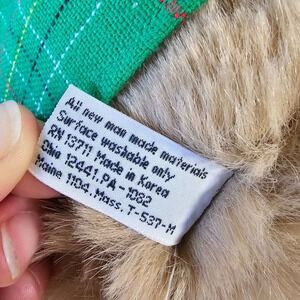 All new man made materials
Surface washable only
RN 13711 Made in Korea
Ohio 12441.PA-1082
Maine 1104.Mass.T-537-M